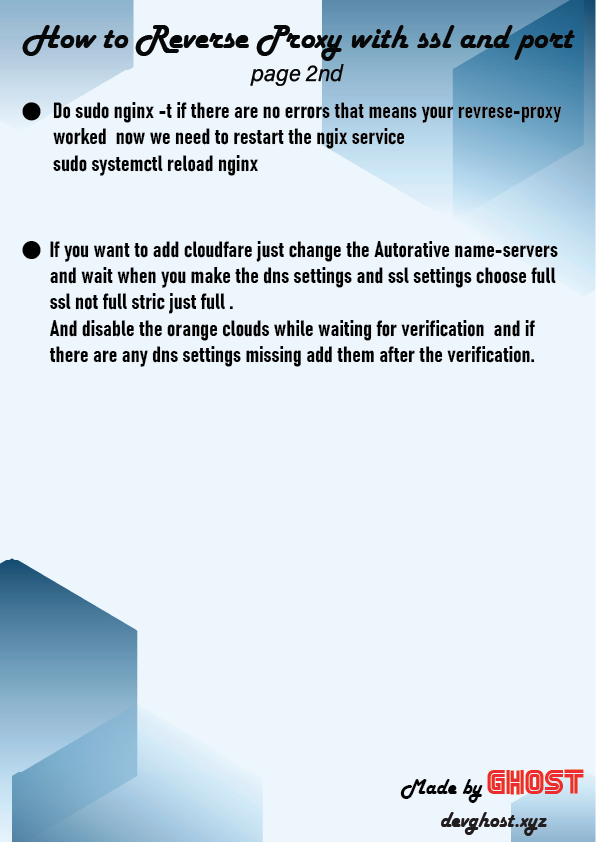 How to Reverse Proxy with ssl and port
page 2nd
Do sudo nginx -t if there are no errors that means your revrese-proxy
worked now we need to restart the ngix service
sudo systemctl reload nginx
If you want to add cloudfare just change the Autorative name-servers
and wait when you make the dns settings and ssl settings choose full
ssl not full stric just full .
And disable the orange clouds while waiting for verification and if
there are any dns settings missing add them after the verification.
Made by GHOST
devghost.xyz